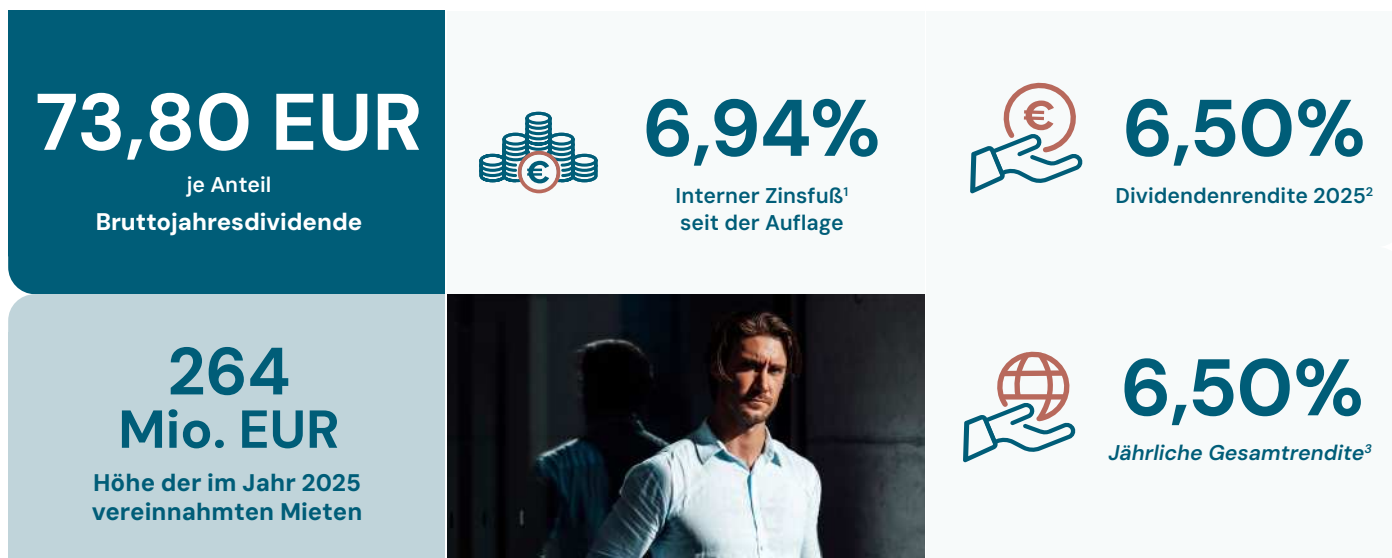 73,80 EUR
je Anteil
Bruttojahresdividende
€
6,94%
Interner Zinsfuß¹
seit der Auflage
€
6,50%
Dividendenrendite 2025²
264
Mio. EUR
Höhe der im Jahr 2025
vereinnahmten Mieten
6,50%
Jährliche Gesamtrendite³